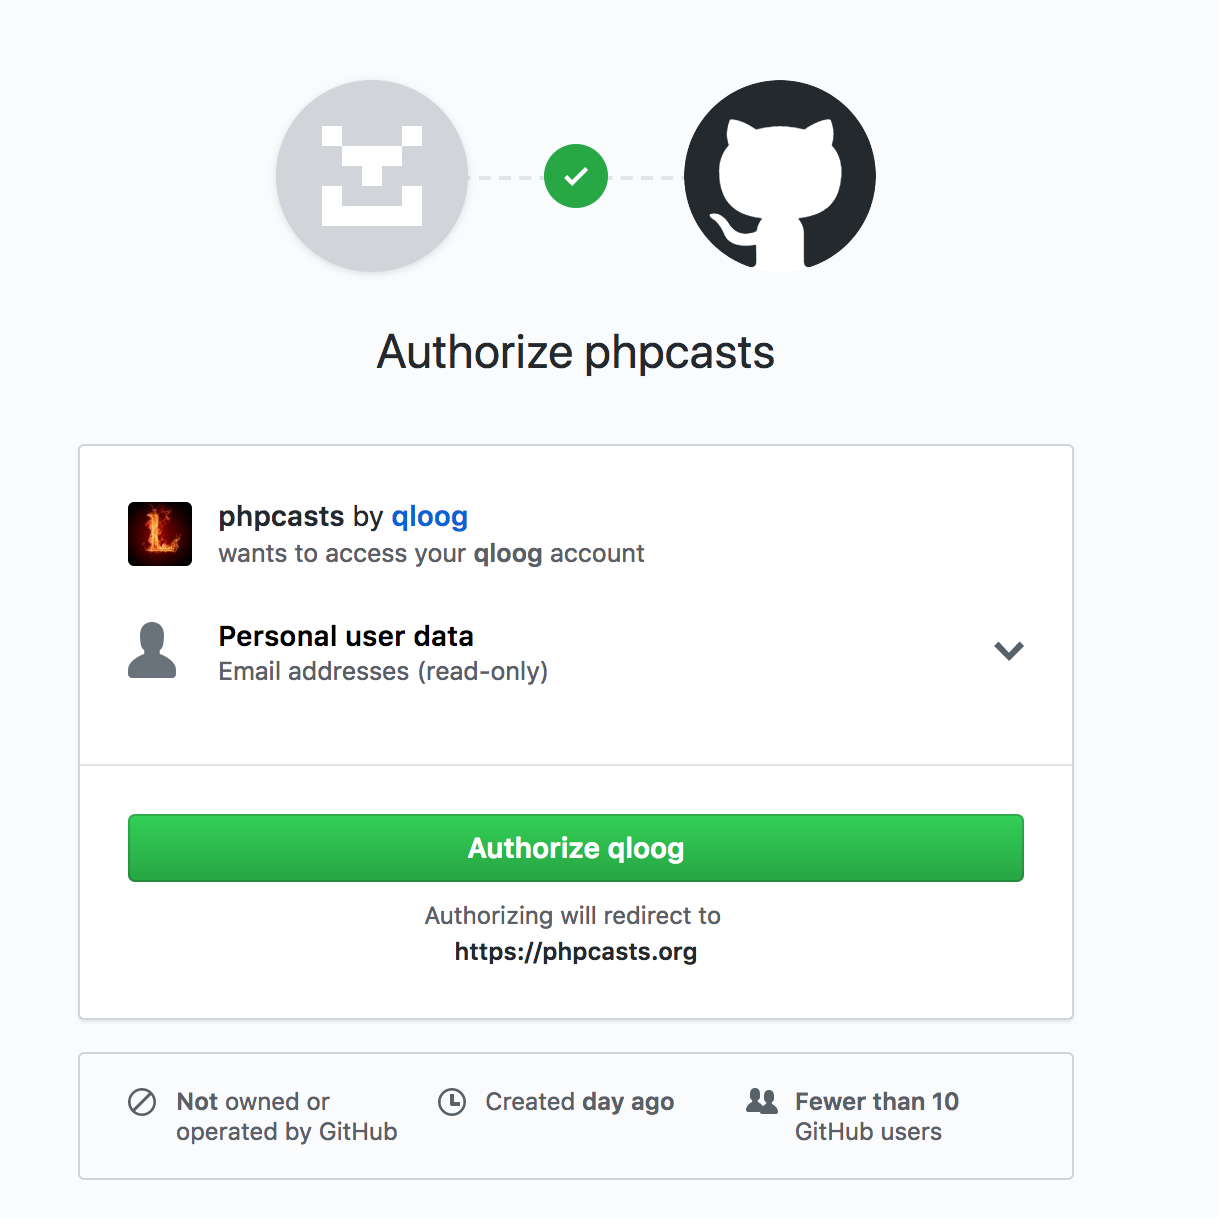 Authorize phpcasts
phpcasts by qloog
wants to access your qloog account
Personal user data
Email addresses (read-only)
Authorize qloog
Authorizing will redirect to
https://phpcasts.org
Not owned or
operated by GitHub
Created day ago
Fewer than 10
GitHub users